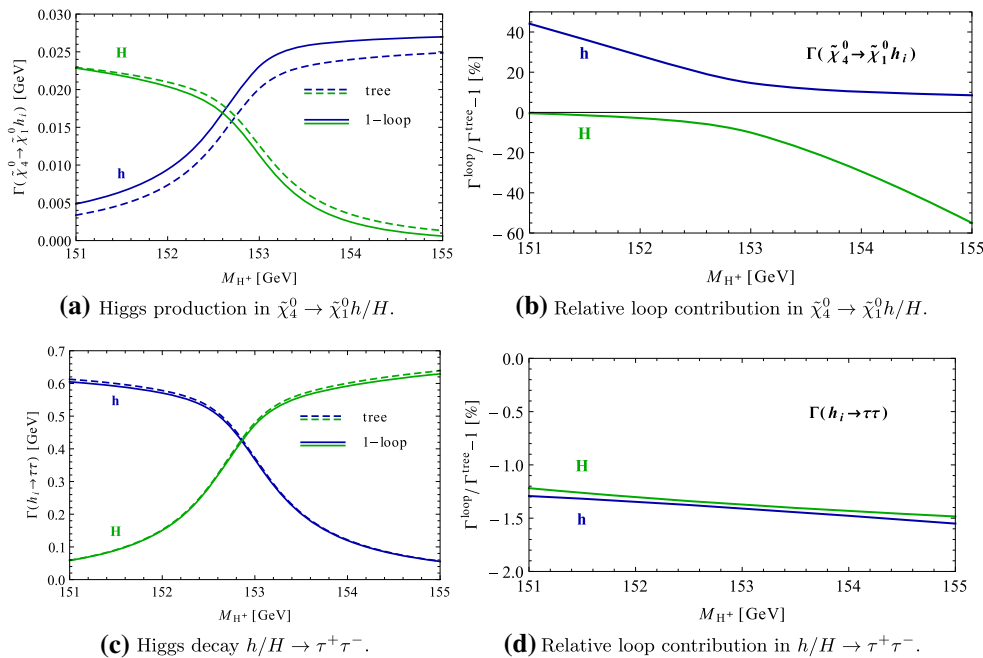 0.030
0.025
0.020
0.015
0.010
0.005
0.000
Γ(χ̃₄⁰→χ̃₁⁰hᵢ) [GeV]
H
h
tree
1-loop
151 152 153 154 155
M_H⁺ [GeV]
(a) Higgs production in χ̃₄⁰ → χ̃₁⁰h/H.
40
20
0
−20
−40
−60
Γ^loop/Γ^tree−1 [%]
Γ(χ̃₄⁰→χ̃₁⁰hᵢ)
h
H
151 152 153 154 155
M_H⁺ [GeV]
(b) Relative loop contribution in χ̃₄⁰ → χ̃₁⁰h/H.
0.7
0.6
0.5
0.4
0.3
0.2
0.1
0.0
Γ(hᵢ→ττ) [GeV]
h
H
tree
1-loop
151 152 153 154 155
M_H⁺ [GeV]
(c) Higgs decay h/H → τ⁺τ⁻.
0.0
−0.5
−1.0
−1.5
−2.0
Γ^loop/Γ^tree−1 [%]
Γ(hᵢ→ττ)
H
h
151 152 153 154 155
M_H⁺ [GeV]
(d) Relative loop contribution in h/H → τ⁺τ⁻.